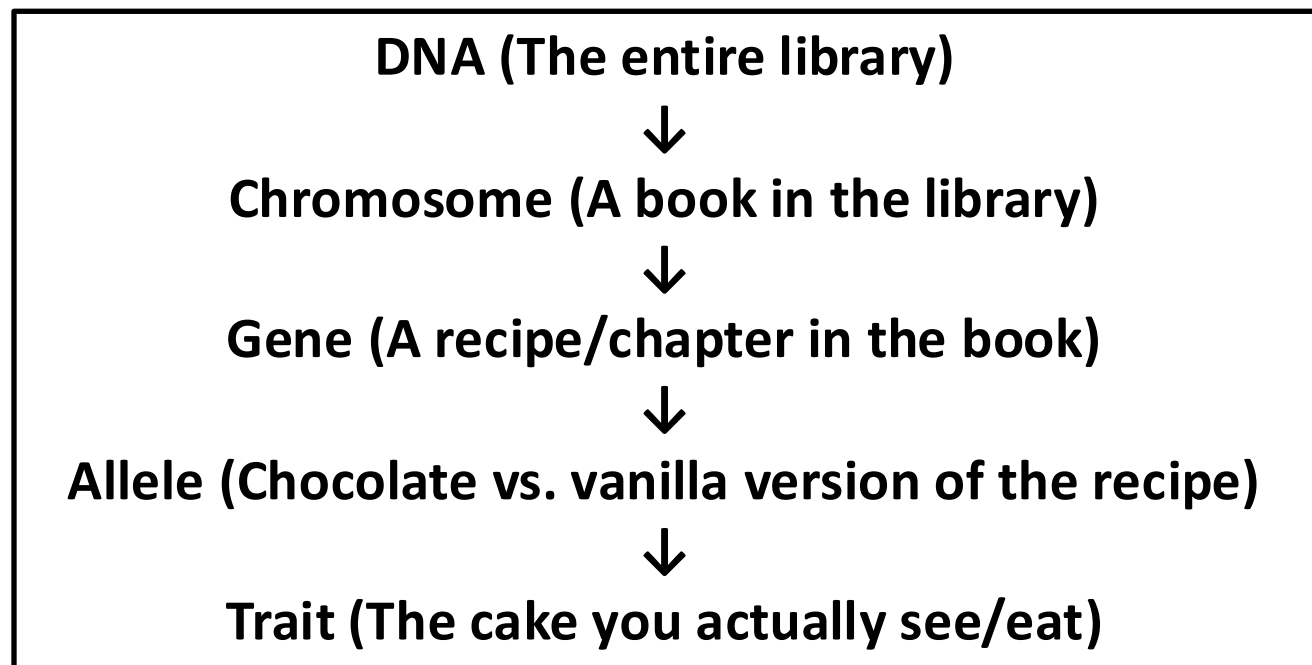 DNA (The entire library)
↓
Chromosome (A book in the library)
↓
Gene (A recipe/chapter in the book)
↓
Allele (Chocolate vs. vanilla version of the recipe)
↓
Trait (The cake you actually see/eat)